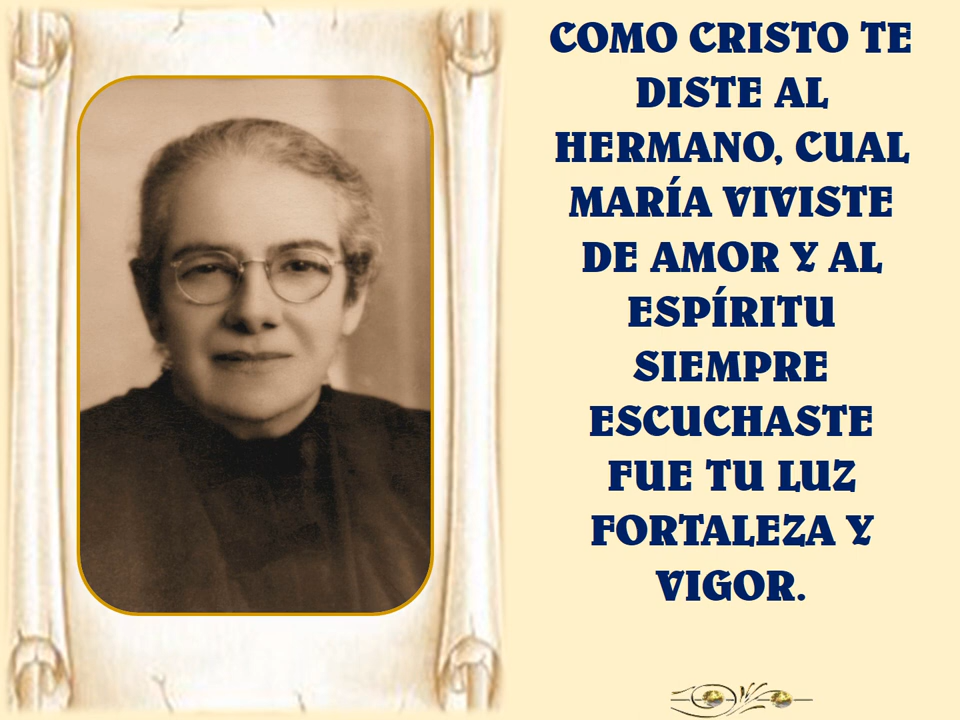 COMO CRISTO TE
DISTE AL
HERMANO, CUAL
MARÍA VIVISTE
DE AMOR Y AL
ESPÍRITU
SIEMPRE
ESCUCHASTE
FUE TU LUZ
FORTALEZA Y
VIGOR.